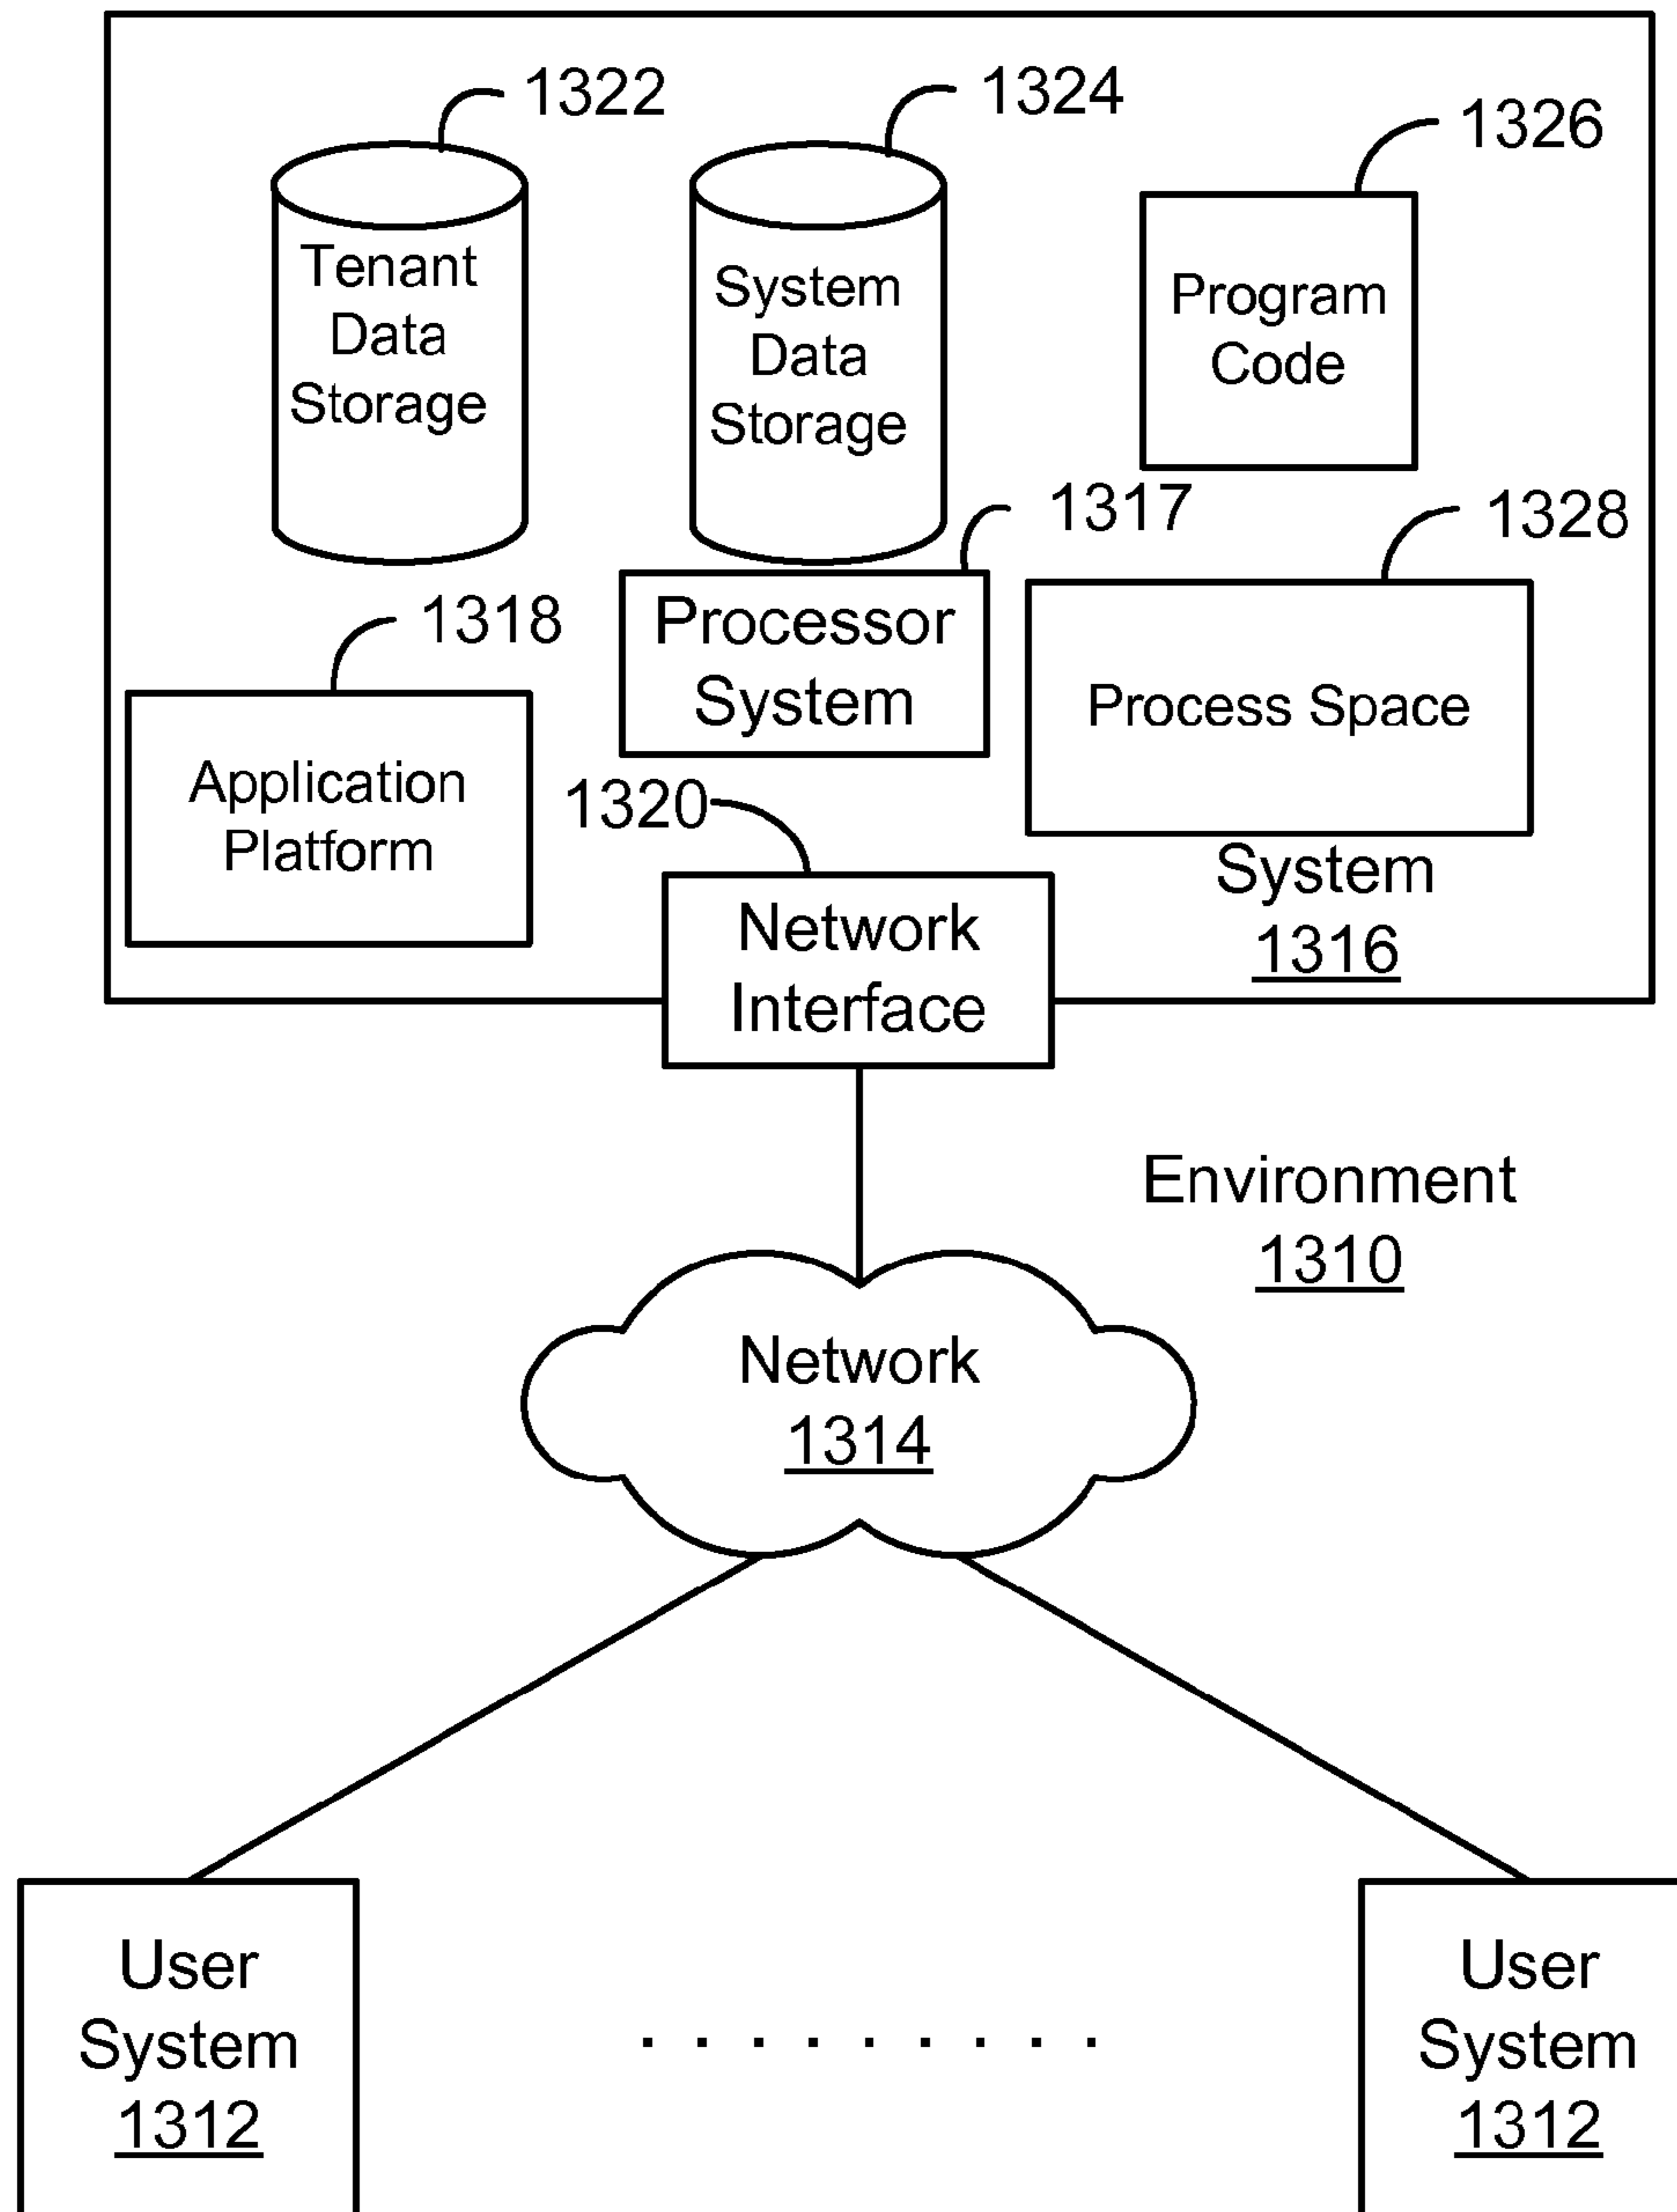 1322
1324
1326
Tenant
Data
Storage
System
Data
Storage
Program
Code
1317
1328
1318
Processor
System
Process Space
Application
Platform
1320
System
1316
Network
Interface
Environment
1310
Network
1314
User
System
1312
. . . . . . . . .
User
System
1312